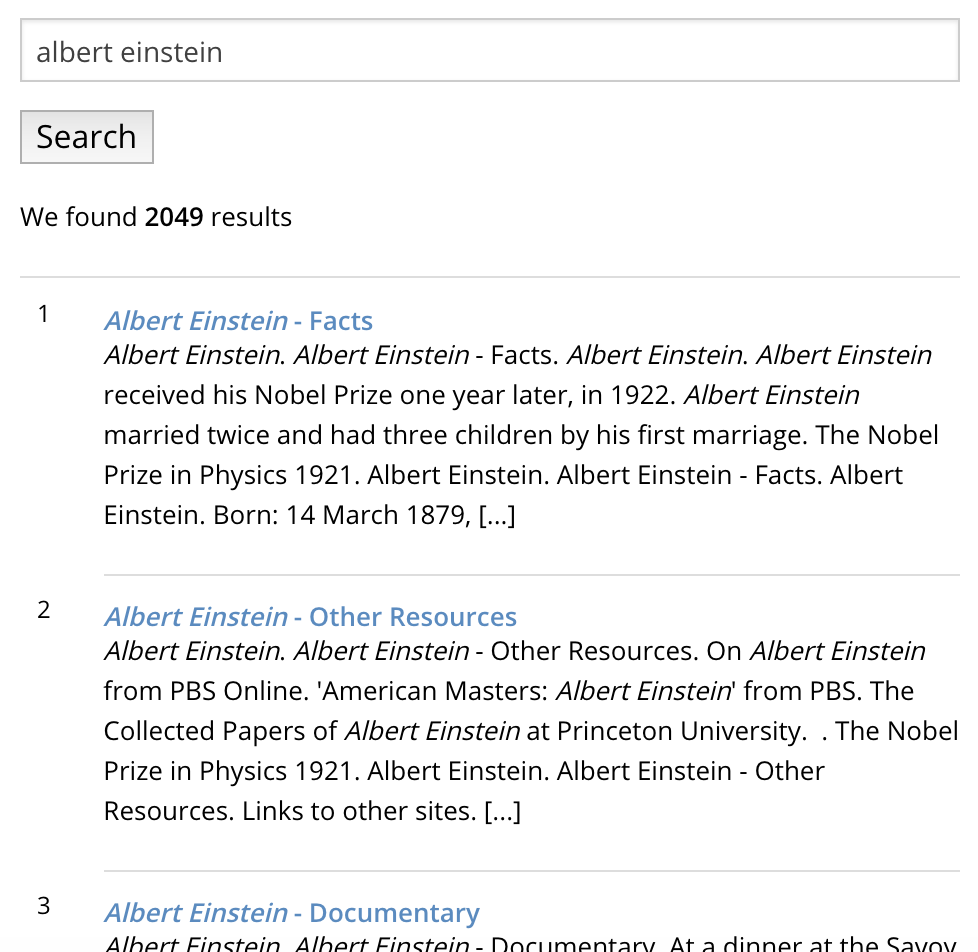 albert einstein
Search
We found 2049 results
1
Albert Einstein - Facts
Albert Einstein. Albert Einstein - Facts. Albert Einstein. Albert Einstein
received his Nobel Prize one year later, in 1922. Albert Einstein
married twice and had three children by his first marriage. The Nobel
Prize in Physics 1921. Albert Einstein. Albert Einstein - Facts. Albert
Einstein. Born: 14 March 1879, [...]
2
Albert Einstein - Other Resources
Albert Einstein. Albert Einstein - Other Resources. On Albert Einstein
from PBS Online. 'American Masters: Albert Einstein' from PBS. The
Collected Papers of Albert Einstein at Princeton University.  . The Nobel
Prize in Physics 1921. Albert Einstein. Albert Einstein - Other
Resources. Links to other sites. [...]
3
Albert Einstein - Documentary
Albert Einstein. Albert Einstein - Documentary. At a dinner at the Savoy